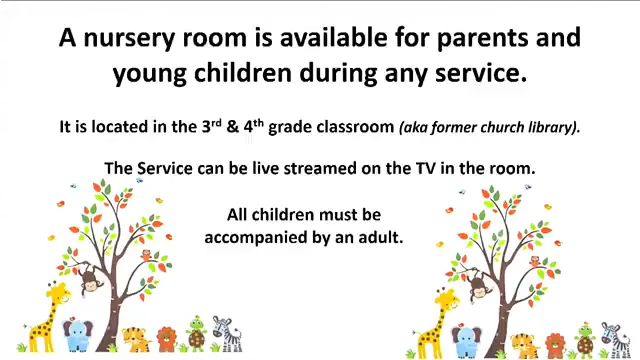 A nursery room is available for parents and
young children during any service.
It is located in the 3rd & 4th grade classroom (aka former church library).
The Service can be live streamed on the TV in the room.
All children must be
accompanied by an adult.